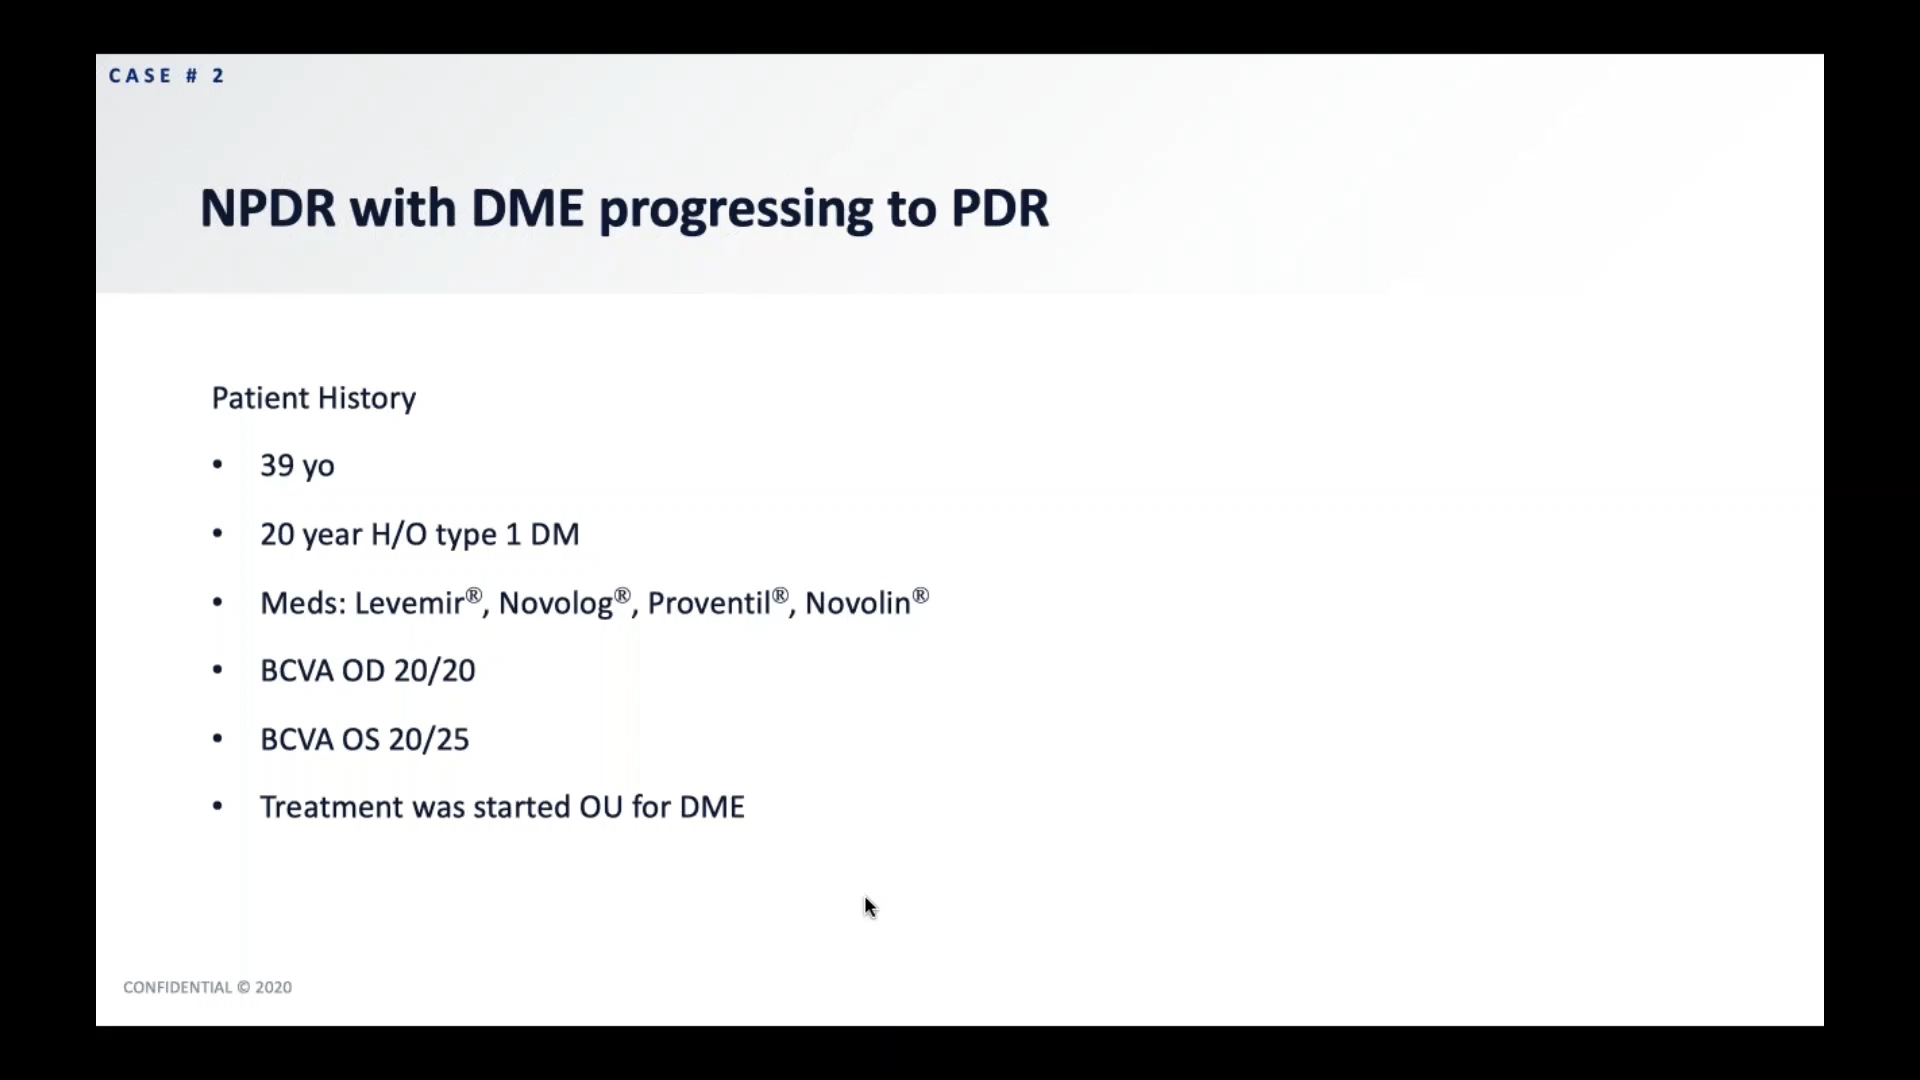 CASE # 2
NPDR with DME progressing to PDR
Patient History
• 39 yo
• 20 year H/O type 1 DM
• Meds: Levemir®, Novolog®, Proventil®, Novolin®
• BCVA OD 20/20
• BCVA OS 20/25
• Treatment was started OU for DME
CONFIDENTIAL © 2020